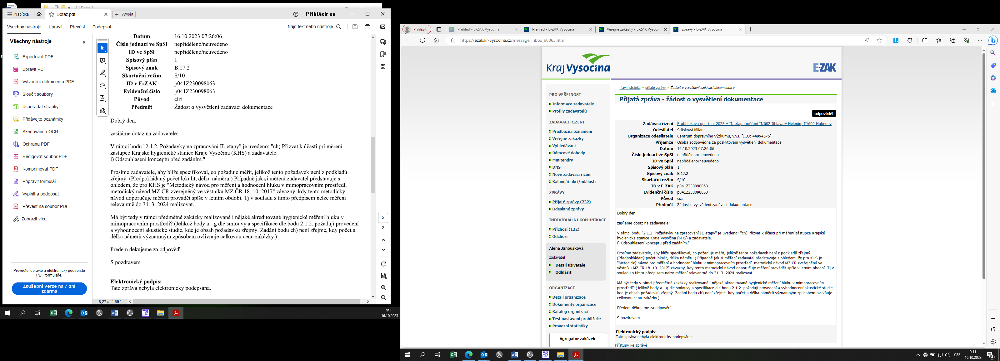 4.1 Dotaz 1
Nabídka
Dotaz.pdf
Vytvořit
Přihlásit se
Všechny nástroje
Upravit
Převést
Podepsat
Najít text nebo nástroje
Všechny nástroje
Exportovat PDF
Upravit PDF
Vytvoření dokumentu PDF
Sloučit soubory
Uspořádat stránky
Přidávejte poznámky
Skenování a OCR
Ochrana PDF
Redigovat soubor PDF
Komprimovat PDF
Připravit formulář
Vyplnit a podepsat
Převést na soubor PDF
Zobrazit více
Převeďte, upravte a elektronicky podepište
PDF formuláře.
Zkušební verze na 7 dní
zdarma
Datum 16.10.2023 07:26:06
Číslo jednací ve SpSl nepřiděleno/neuvedeno
ID ve SpSl nepřiděleno/neuvedeno
Spisový plán 1
Spisový znak B.17.2
Skartační režim S/10
ID v E-ZAK p041Z230098063
Evidenční číslo p041Z230098063
Původ cizí
Předmět Žádost o vysvětlení zadávací dokumentace
Dobrý den,
zasíláme dotaz na zadavatele:
V rámci bodu "2.1.2. Požadavky na zpracování II. etapy" je uvedeno: "ch) Přizvat k účasti při měření
zástupce Krajské hygienické stanice Kraje Vysočina (KHS) a zadavatele.
i) Odsouhlasení konceptu před zadáním."
Prosíme zadavatele, aby blíže specifikoval, co požaduje měřit, jelikož tento požadavek není z podkladů
zřejmý. (Předpokládaný počet lokalit, délka náměru.) Případně jak si měření zadavatel představuje s
ohledem, že pro KHS je "Metodický návod pro měření a hodnocení hluku v mimopracovním prostředí,
metodický návod MZ ČR zveřejněný ve věstníku MZ ČR 18. 10. 2017" závazný, kdy tento metodický
návod doporučuje měření provádět spíše v letním období. Tj v souladu s tímto předpisem nelze měření
relevantně do 31. 3. 2024 realizovat.
Má být tedy v rámci předmětné zakázky realizované i nějaké akreditované hygienické měření hluku v
mimopracovním prostředí? (Jelikož body a - g dle smlouvy a specifikace dle bodu 2.1.2. požadují provedení
a vyhodnocení akustické studie, kde je obsah požadavků zřejmý. Zadání bodu ch) není zřejmé, kdy počet a
délka náměrů významným způsobem ovlivňuje celkovou cenu zakázky.)
Předem děkujeme za odpověď.
S pozdravem
Elektronický podpis:
Tato zpráva nebyla elektronicky podepsána.
8,27 x 11,69 "
2
3
9:11
16.10.2023
Přihlásit
Přehled - E-ZAK Vysočina
Přehled - E-ZAK Vysočina
Veřejné zakázky - E-ZAK Vysočin
Zprávy - E-ZAK Vysočina
https://ezak.kr-vysocina.cz/message_inbox_98063.html
Kraj Vysočina
E-ZAK
PRO VEŘEJNOST
Informace zadavatele
Profily zadavatelů
ZADÁVACÍ ŘÍZENÍ
Předběžná oznámení
Veřejné zakázky
Vyhledávání
Rámcové dohody
Minitendry
DNS
Nové zadávací řízení
Kalendář akcí/událostí
ZPRÁVY
Přijaté zprávy (232)
Odeslané zprávy
INDIVIDUÁLNÍ KOMUNIKACE
Příchozí (132)
Odchozí
Alena Janoušková
zadavatel
Detail uživatele
Odhlásit
ORGANIZACE
Detail organizace
Dokumenty organizace
Katalog organizací
Test nastavení prohlížeče
Provozní statistiky
Agregátor zakázek:
hlavní stránka » přijaté zprávy » Žádost o vysvětlení zadávací dokumentace
Přijatá zpráva - žádost o vysvětlení dokumentace
odpovědět
Zadávací řízení Protihluková opatření 2023 – II. etapa měření II/602 Jihlava – Helenín, II/602 Hubenov
Odesílatel Štůsková Milana
Organizace odesílatele Centrum dopravního výzkumu, v.v.i. [IČO: 44994575]
Příjemce Osoba zodpovědná za poskytování vysvětlení dokumentace
Datum 16.10.2023 07:26:06
Číslo jednací ve SpSl nepřiděleno/neuvedeno
ID ve SpSl nepřiděleno/neuvedeno
Spisový plán 1
Spisový znak B.17.2
Skartační režim S/10
ID v E-ZAK p041Z230098063
Evidenční číslo p041Z230098063
Původ cizí
Předmět Žádost o vysvětlení zadávací dokumentace
Dobrý den,
zasíláme dotaz na zadavatele:
V rámci bodu "2.1.2. Požadavky na zpracování II. etapy" je uvedeno: "ch) Přizvat k účasti při měření zástupce Krajské
hygienické stanice Kraje Vysočina (KHS) a zadavatele.
i) Odsouhlasení konceptu před zadáním."
Prosíme zadavatele, aby blíže specifikoval, co požaduje měřit, jelikož tento požadavek není z podkladů zřejmý.
(Předpokládaný počet lokalit, délka náměru.) Případně jak si měření zadavatel představuje s ohledem, že pro KHS je
"Metodický návod pro měření a hodnocení hluku v mimopracovním prostředí, metodický návod MZ ČR zveřejněný ve
věstníku MZ ČR 18. 10. 2017" závazný, kdy tento metodický návod doporučuje měření provádět spíše v letním období. Tj v
souladu s tímto předpisem nelze měření relevantně do 31. 3. 2024 realizovat.
Má být tedy v rámci předmětné zakázky realizované i nějaké akreditované hygienické měření hluku v mimopracovním
prostředí? (Jelikož body a - g dle smlouvy a specifikace dle bodu 2.1.2. požadují provedení a vyhodnocení akustické studie,
kde je obsah požadavků zřejmý. Zadání bodu ch) není zřejmé, kdy počet a délka náměrů významným způsobem ovlivňuje
celkovou cenu zakázky.)
Předem děkujeme za odpověď.
S pozdravem
Elektronický podpis:
Tato zpráva nebyla elektronicky podepsána.
Přístupy ke zprávě
CES
9:11
16.10.2023
4